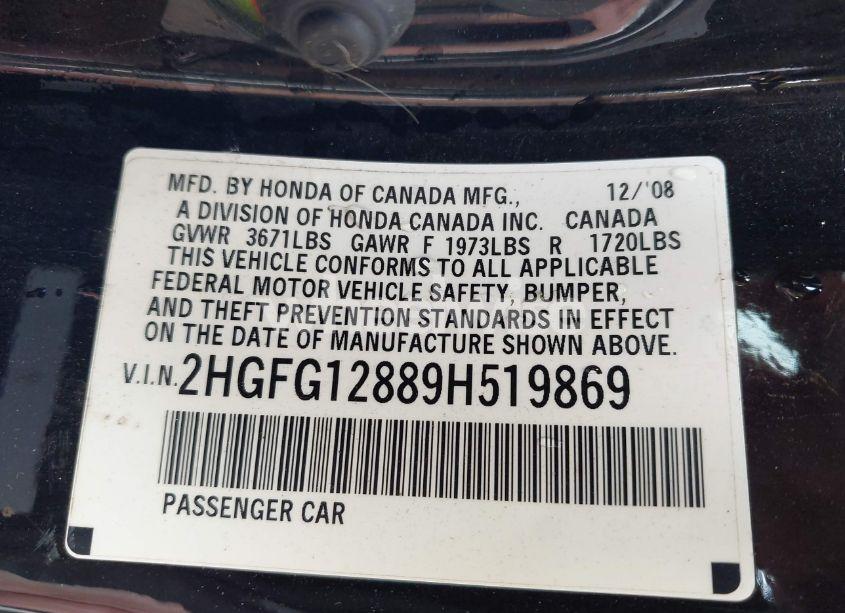 MFD. BY HONDA OF CANADA MFG., 12/'08
A DIVISION OF HONDA CANADA INC. CANADA
GVWR 3671LBS GAWR F 1973LBS R 1720LBS
THIS VEHICLE CONFORMS TO ALL APPLICABLE
FEDERAL MOTOR VEHICLE SAFETY, BUMPER,
AND THEFT PREVENTION STANDARDS IN EFFECT
ON THE DATE OF MANUFACTURE SHOWN ABOVE.
V.I.N. 2HGFG12889H519869
PASSENGER CAR